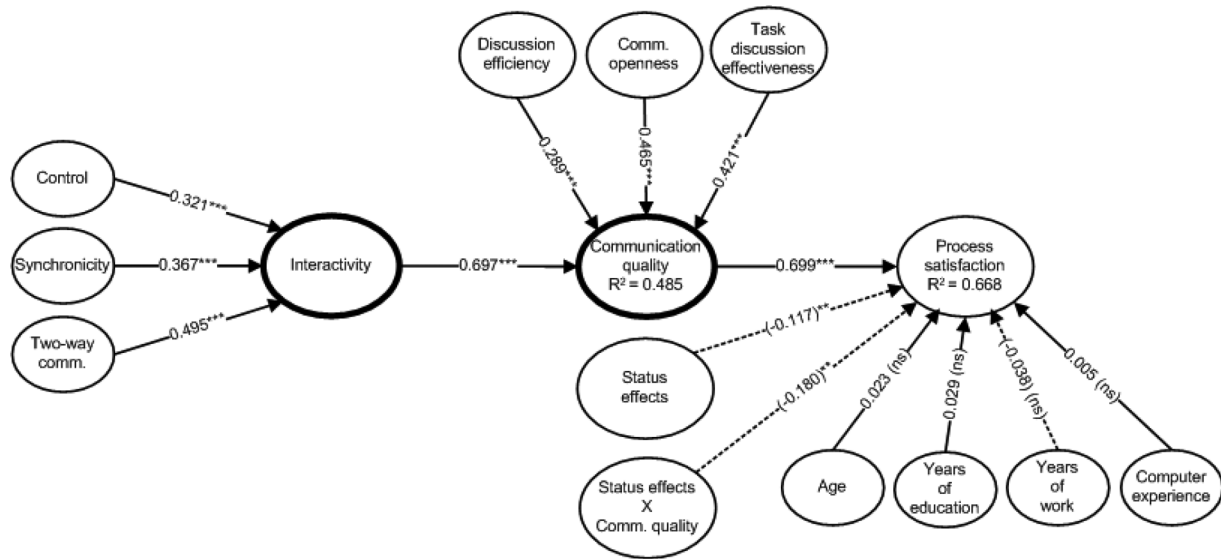 Discussion
efficiency
Comm.
openness
Task
discussion
effectiveness
0.289***
0.465***
0.421***
Control
0.321***
Synchronicity
0.367***
Two-way
comm.
0.495***
Interactivity
0.697***
Communication
quality
R² = 0.485
0.699***
Process
satisfaction
R² = 0.668
(-0.117)**
Status
effects
(-0.180)**
Status effects
X
Comm. quality
0.023 (ns)
0.029 (ns)
(-0.038) (ns)
0.005 (ns)
Age
Years
of
education
Years
of
work
Computer
experience